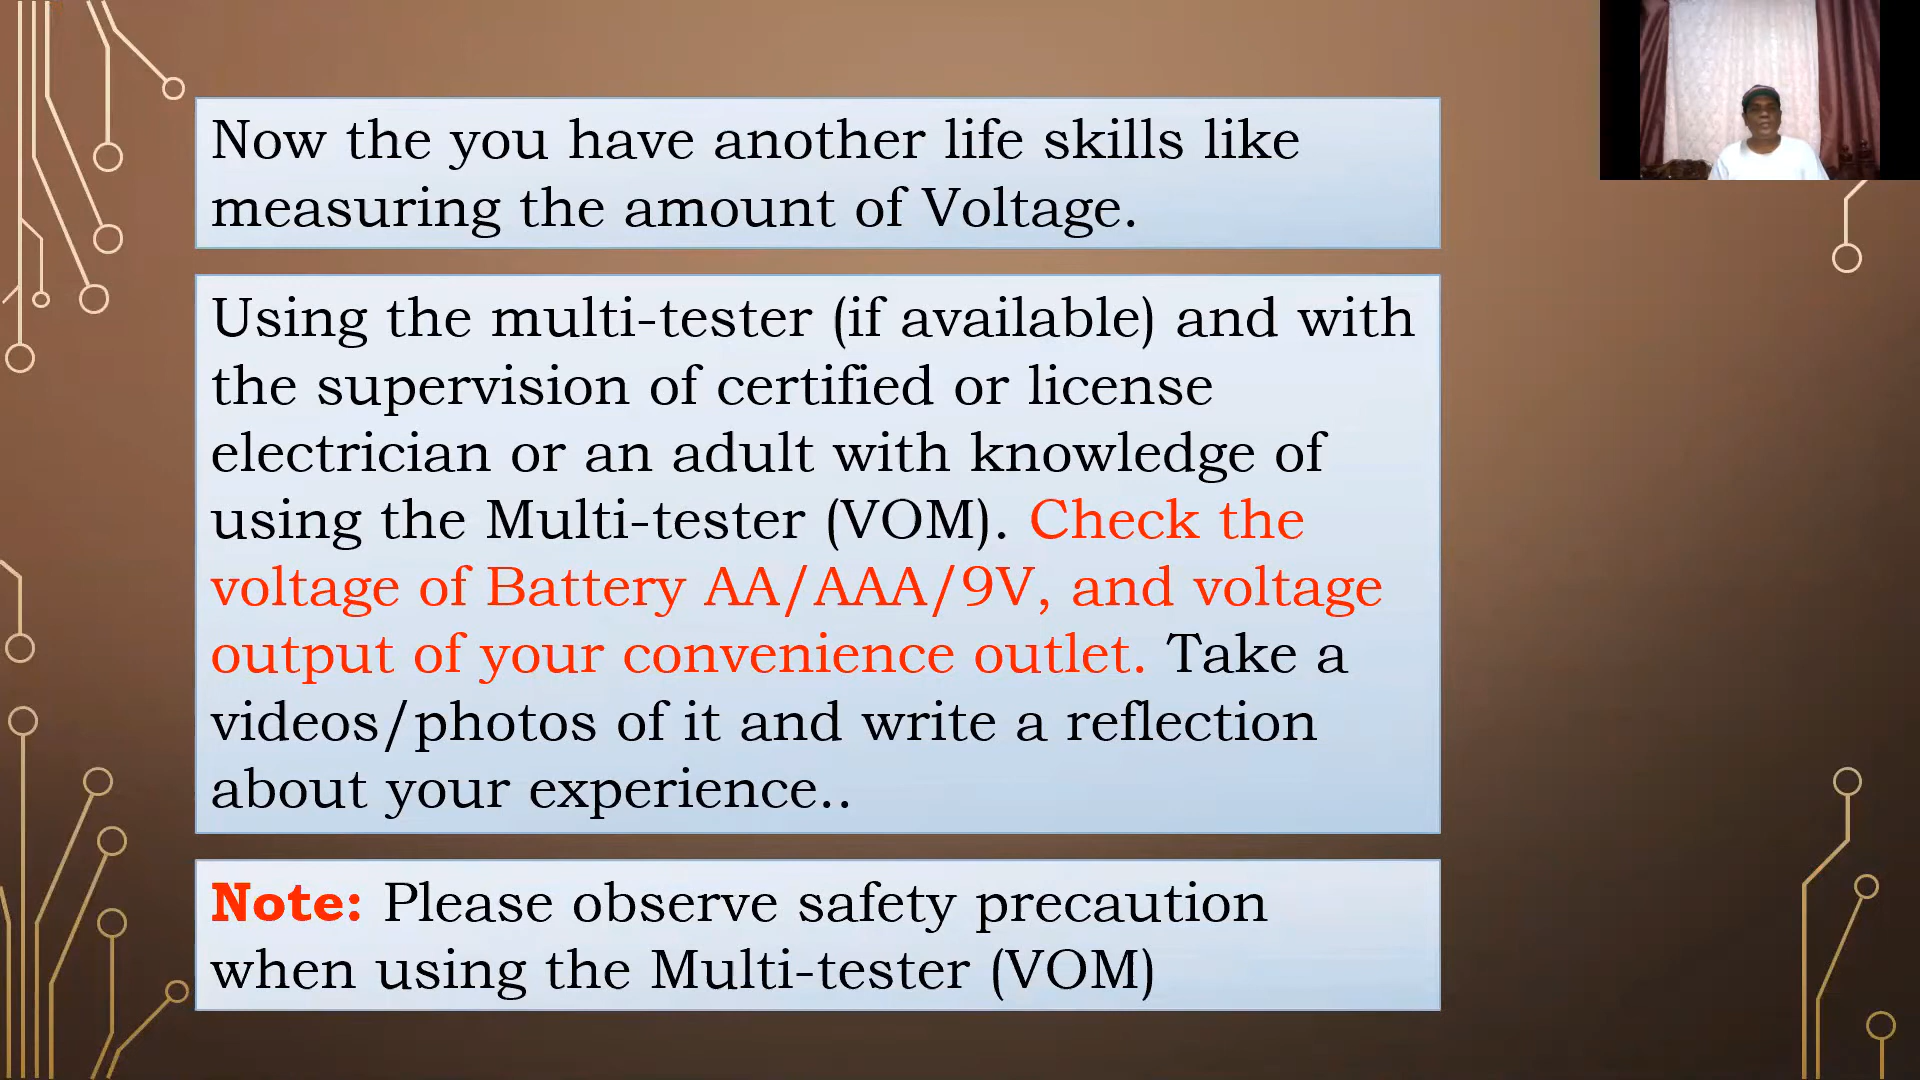 Now the you have another life skills like
measuring the amount of Voltage.
Using the multi-tester (if available) and with
the supervision of certified or license
electrician or an adult with knowledge of
using the Multi-tester (VOM). Check the
voltage of Battery AA/AAA/9V, and voltage
output of your convenience outlet. Take a
videos/photos of it and write a reflection
about your experience..
Note: Please observe safety precaution
when using the Multi-tester (VOM)